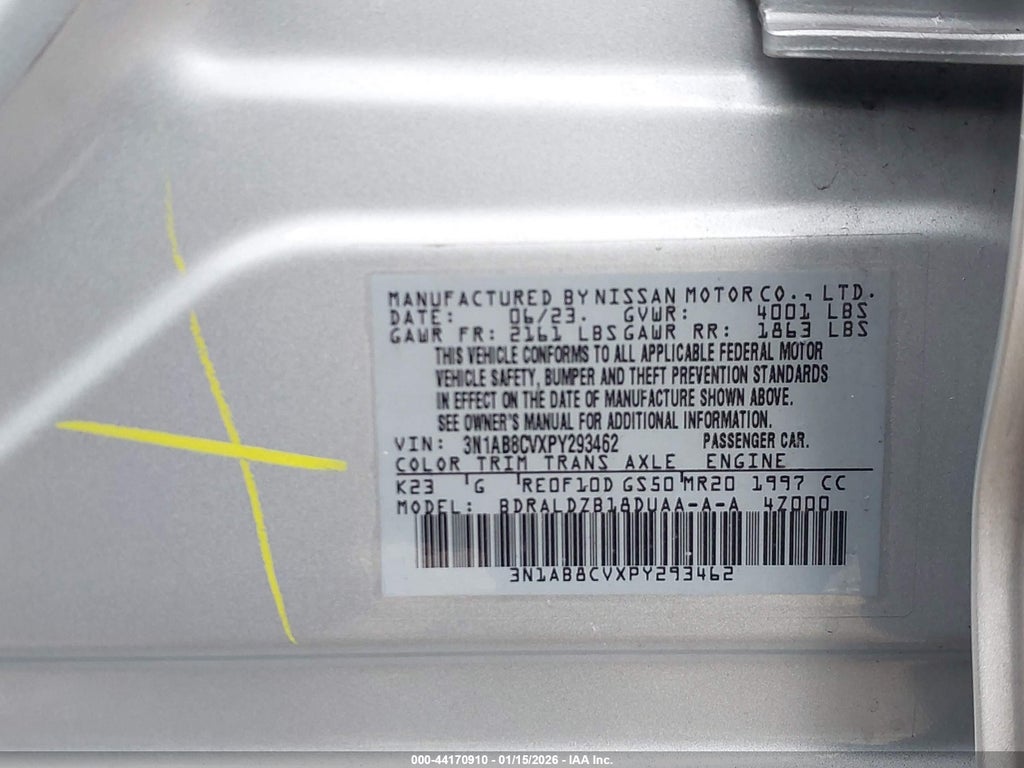 MANUFACTURED BY NISSAN MOTOR CO., LTD.
DATE: 06/23. GVWR: 4001 LBS
GAWR FR: 2161 LBS GAWR RR: 1863 LBS
THIS VEHICLE CONFORMS TO ALL APPLICABLE FEDERAL MOTOR
VEHICLE SAFETY, BUMPER AND THEFT PREVENTION STANDARDS
IN EFFECT ON THE DATE OF MANUFACTURE SHOWN ABOVE.
SEE OWNER'S MANUAL FOR ADDITIONAL INFORMATION.
VIN: 3N1AB8CVXPY293462 PASSENGER CAR.
COLOR TRIM TRANS AXLE ENGINE
K23 G RE0F10D GS50 MR20 1997 CC
MODEL: BDRALDZB18DUAA-A-A 4Z000
3N1AB8CVXPY293462
000-44170910 - 01/15/2026 - IAA Inc.